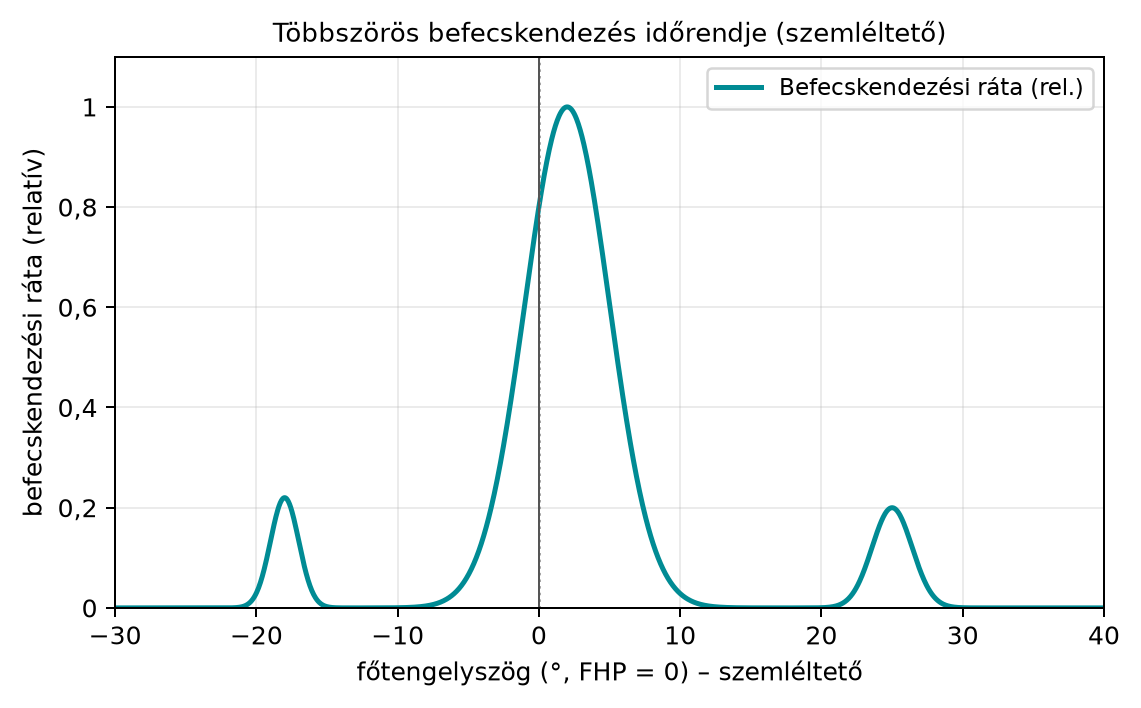 Többszörös befecskendezés időrendje (szemléltető)
Befecskendezési ráta (rel.)
befecskendezési ráta (relatív)
1
0,8
0,6
0,4
0,2
0
−30 −20 −10 0 10 20 30 40
főtengelyszög (°, FHP = 0) – szemléltető